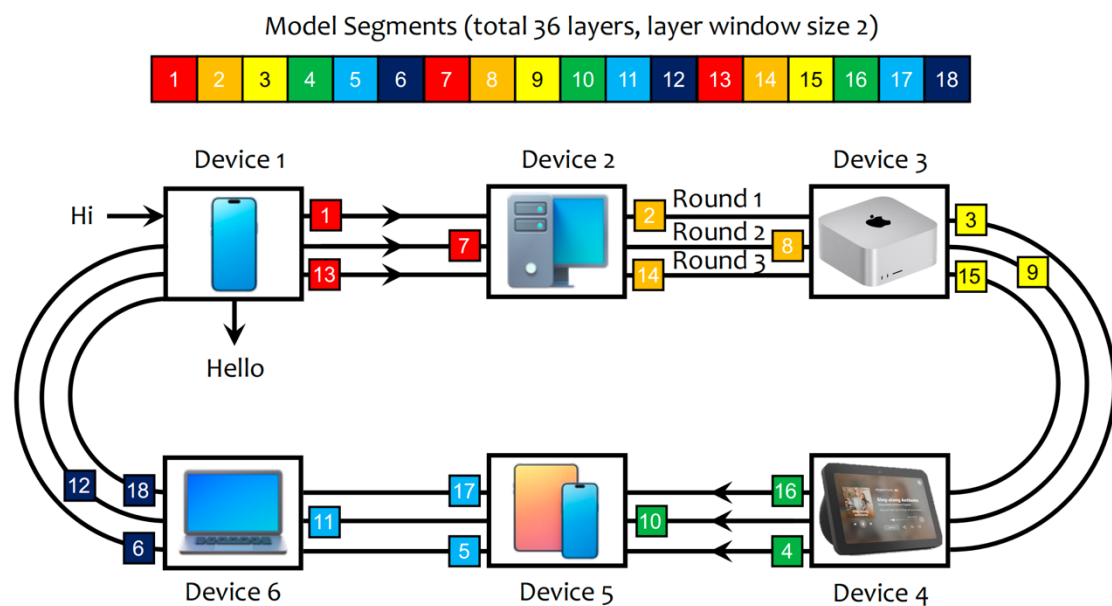 Model Segments (total 36 layers, layer window size 2)
1 2 3 4 5 6 7 8 9 10 11 12 13 14 15 16 17 18
Device 1
Device 2
Device 3
Hi
1
2
Round 1
3
7
Round 2
8
9
13
14
Round 3
15
Hello
12
18
17
16
11
10
6
5
4
Device 6
Device 5
Device 4